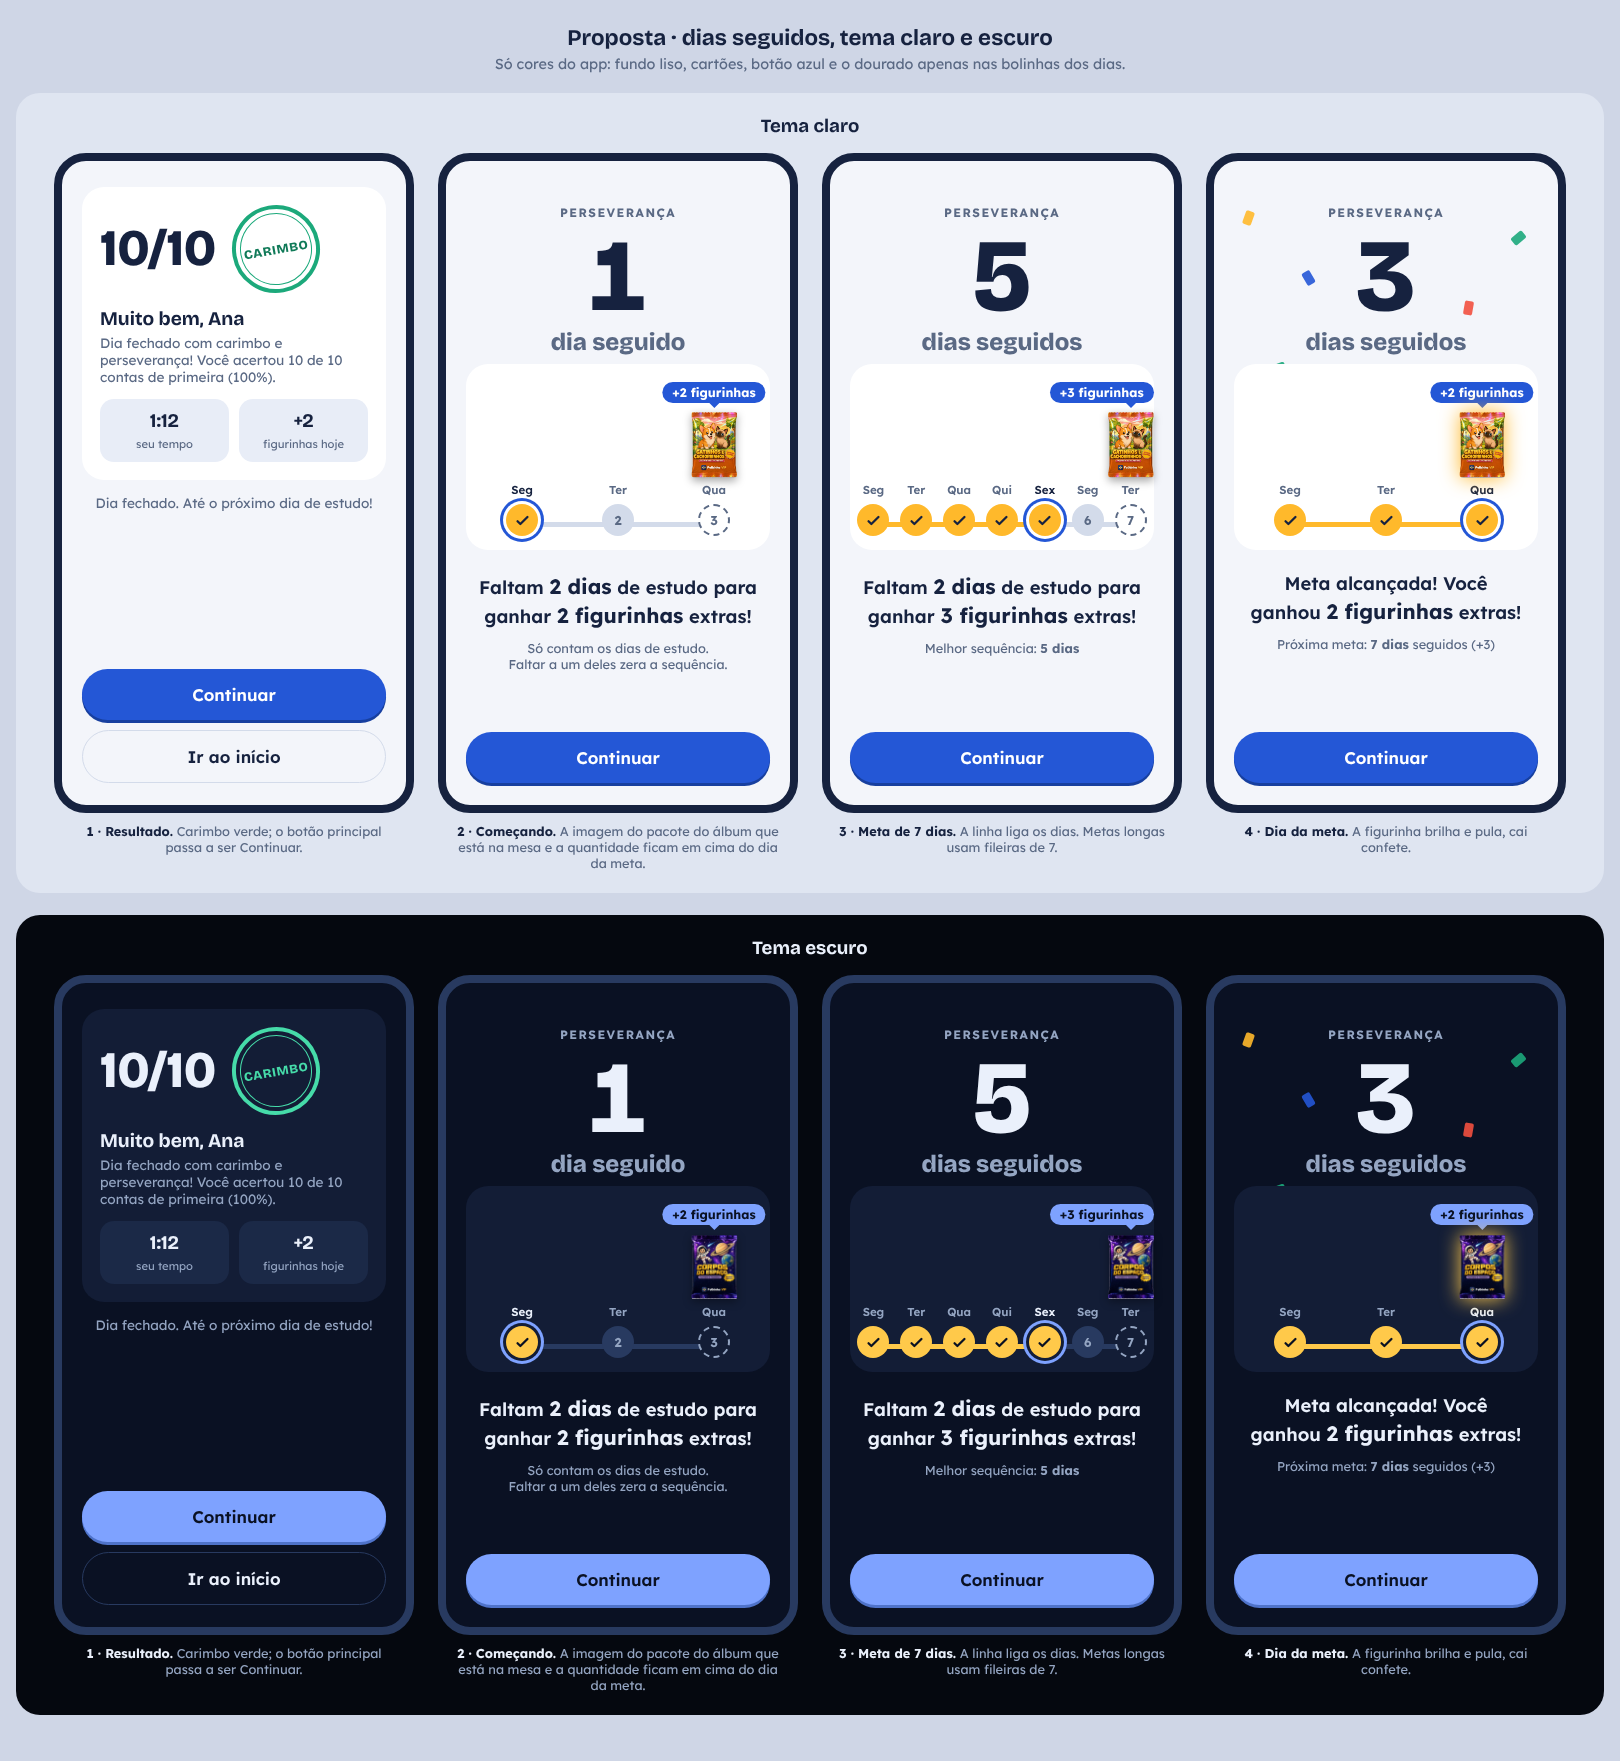 Proposta · dias seguidos, tema claro e escuro
Só cores do app: fundo liso, cartões, botão azul e o dourado apenas nas bolinhas dos dias.
Tema claro
10/10
CARIMBO
Muito bem, Ana
Dia fechado com carimbo e
perseverança! Você acertou 10 de 10
contas de primeira (100%).
1:12
seu tempo
+2
figurinhas hoje
Dia fechado. Até o próximo dia de estudo!
Continuar
Ir ao início
1 · Resultado. Carimbo verde; o botão principal
passa a ser Continuar.
PERSEVERANÇA
1
dia seguido
+2 figurinhas
Seg Ter Qua
2 3
Faltam 2 dias de estudo para
ganhar 2 figurinhas extras!
Só contam os dias de estudo.
Faltar a um deles zera a sequência.
Continuar
2 · Começando. A imagem do pacote do álbum que
está na mesa e a quantidade ficam em cima do dia
da meta.
PERSEVERANÇA
5
dias seguidos
+3 figurinhas
Seg Ter Qua Qui Sex Seg Ter
6 7
Faltam 2 dias de estudo para
ganhar 3 figurinhas extras!
Melhor sequência: 5 dias
Continuar
3 · Meta de 7 dias. A linha liga os dias. Metas longas
usam fileiras de 7.
PERSEVERANÇA
3
dias seguidos
+2 figurinhas
Seg Ter Qua
Meta alcançada! Você
ganhou 2 figurinhas extras!
Próxima meta: 7 dias seguidos (+3)
Continuar
4 · Dia da meta. A figurinha brilha e pula, cai
confete.
Tema escuro
10/10
CARIMBO
Muito bem, Ana
Dia fechado com carimbo e
perseverança! Você acertou 10 de 10
contas de primeira (100%).
1:12
seu tempo
+2
figurinhas hoje
Dia fechado. Até o próximo dia de estudo!
Continuar
Ir ao início
1 · Resultado. Carimbo verde; o botão principal
passa a ser Continuar.
PERSEVERANÇA
1
dia seguido
+2 figurinhas
CORPOS
DO ESPAÇO
Seg Ter Qua
2 3
Faltam 2 dias de estudo para
ganhar 2 figurinhas extras!
Só contam os dias de estudo.
Faltar a um deles zera a sequência.
Continuar
2 · Começando. A imagem do pacote do álbum que
está na mesa e a quantidade ficam em cima do dia
da meta.
PERSEVERANÇA
5
dias seguidos
+3 figurinhas
CORPOS
DO ESPAÇO
Seg Ter Qua Qui Sex Seg Ter
6 7
Faltam 2 dias de estudo para
ganhar 3 figurinhas extras!
Melhor sequência: 5 dias
Continuar
3 · Meta de 7 dias. A linha liga os dias. Metas longas
usam fileiras de 7.
PERSEVERANÇA
3
dias seguidos
+2 figurinhas
CORPOS
DO ESPAÇO
Seg Ter Qua
Meta alcançada! Você
ganhou 2 figurinhas extras!
Próxima meta: 7 dias seguidos (+3)
Continuar
4 · Dia da meta. A figurinha brilha e pula, cai
confete.